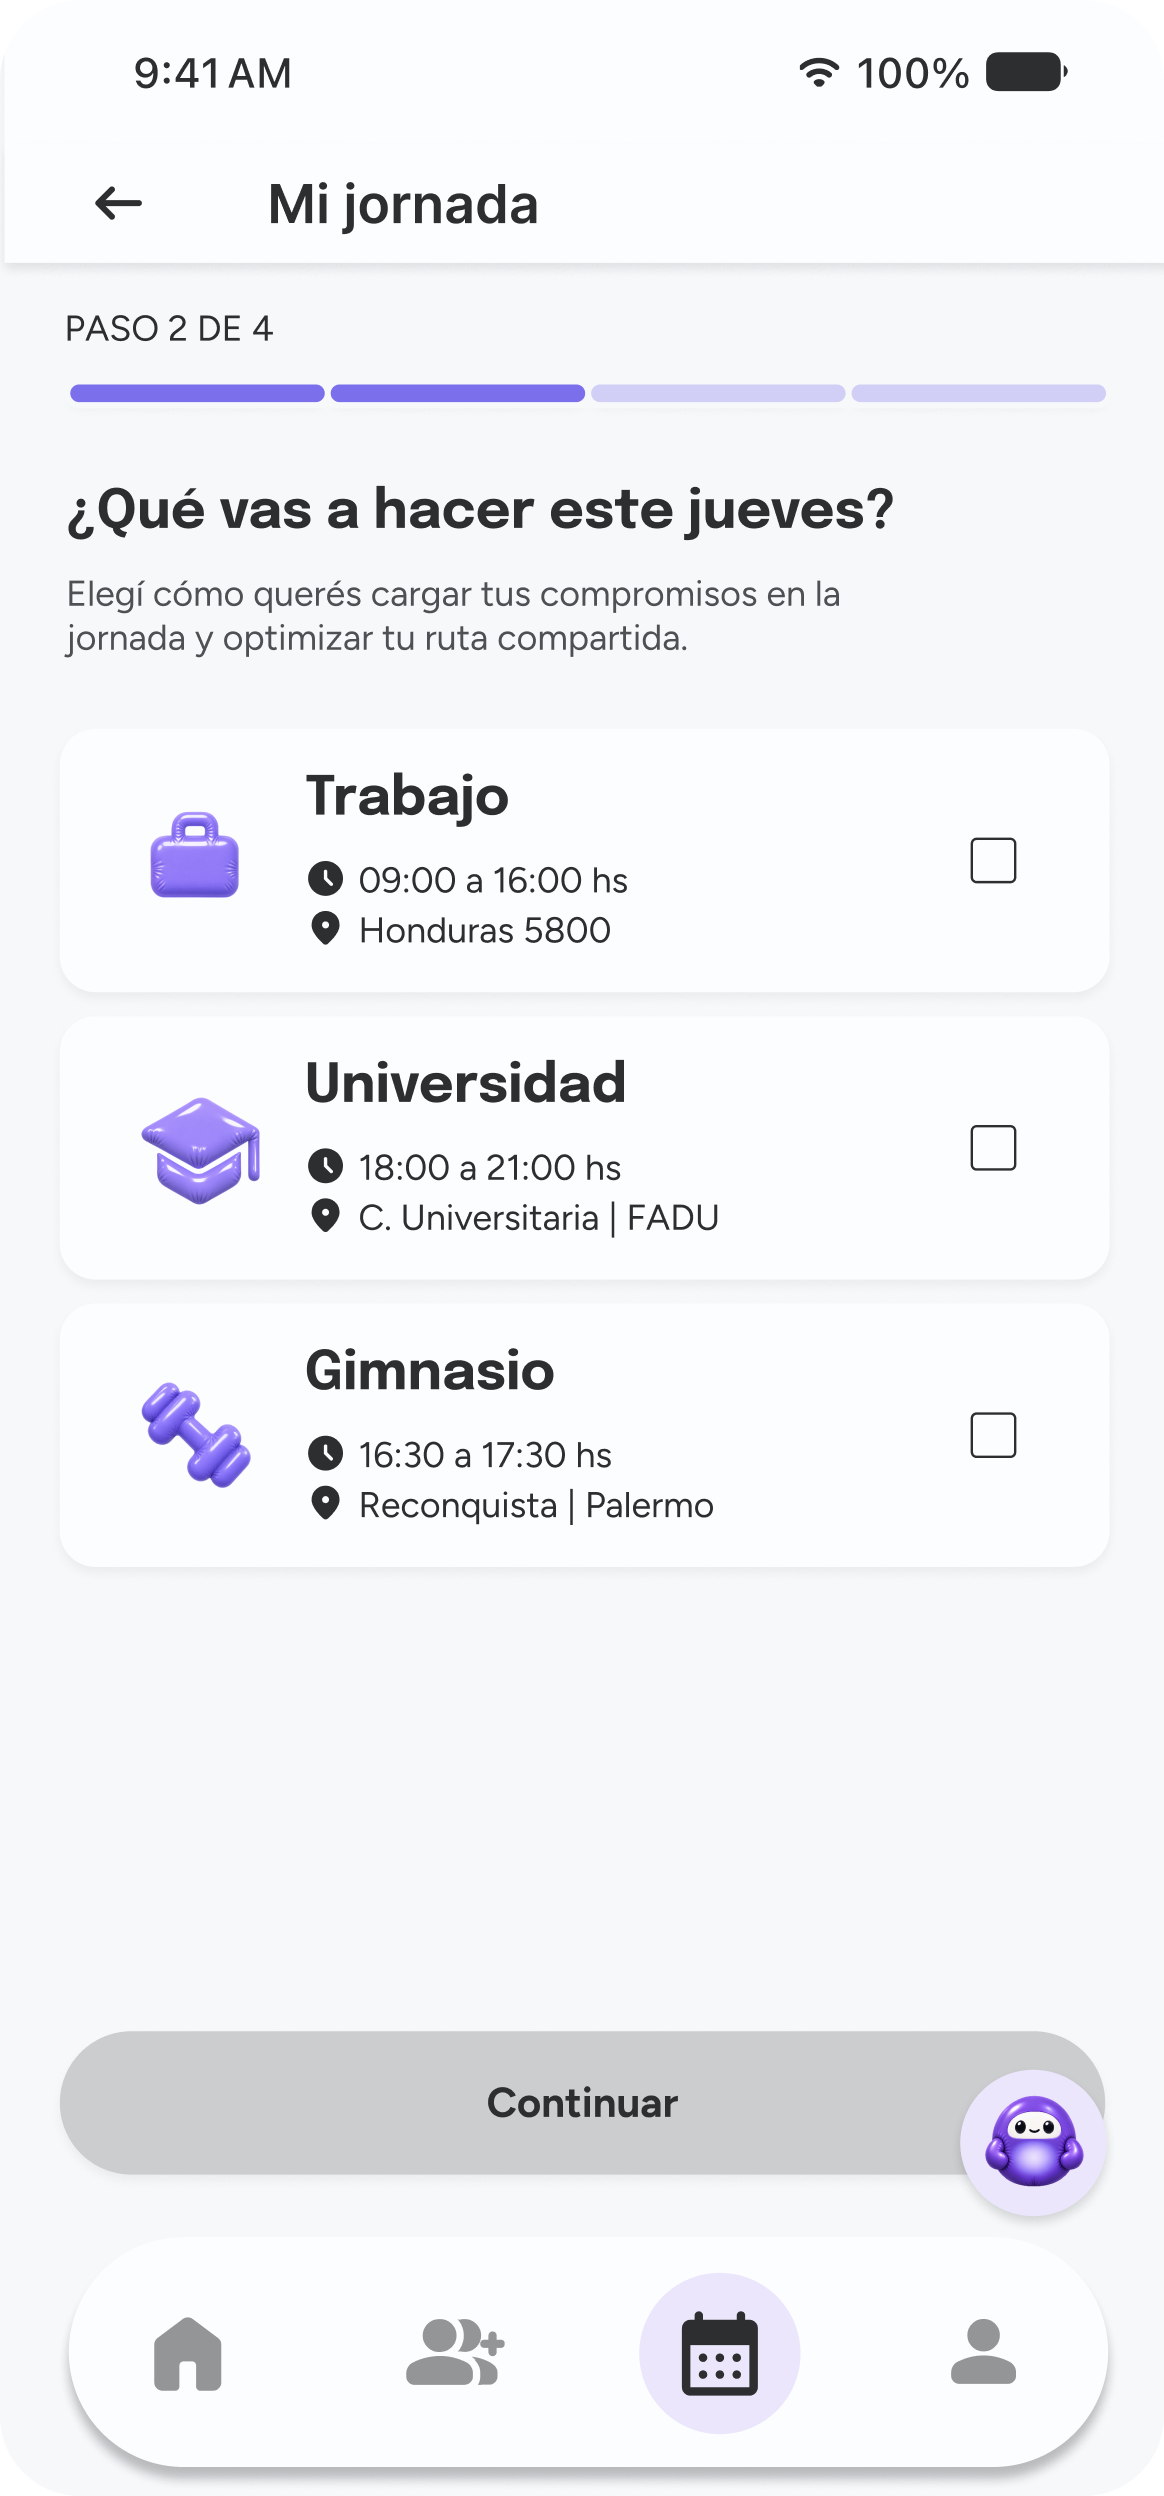 9:41 AM 100%
Mi jornada
PASO 2 DE 4
¿Qué vas a hacer este jueves?
Elegí cómo querés cargar tus compromisos en la
jornada y optimizar tu ruta compartida.
Trabajo
09:00 a 16:00 hs
Honduras 5800
Universidad
18:00 a 21:00 hs
C. Universitaria | FADU
Gimnasio
16:30 a 17:30 hs
Reconquista | Palermo
Continuar